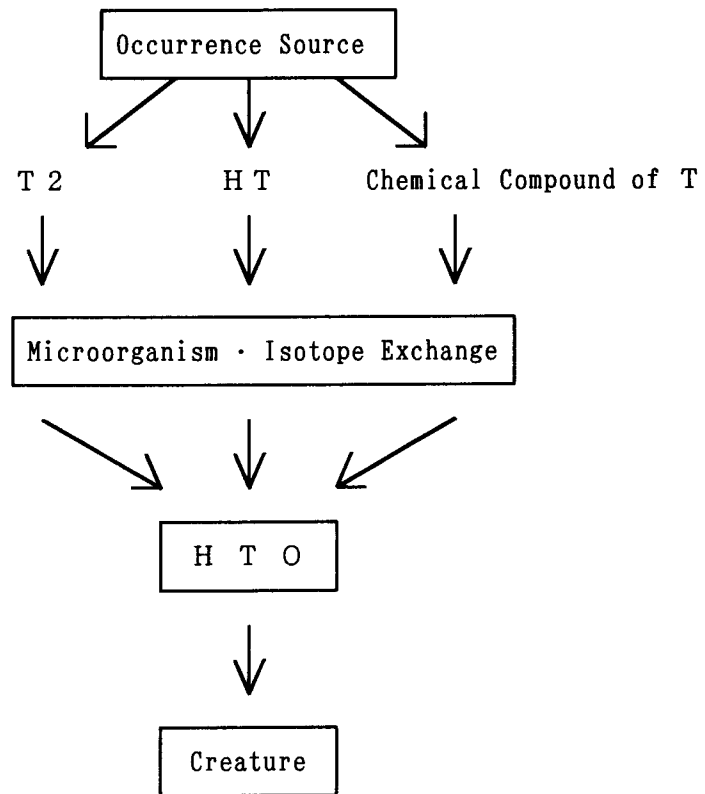 Occurrence Source
T 2
H T
Chemical Compound of T
Microorganism · Isotope Exchange
H T O
Creature